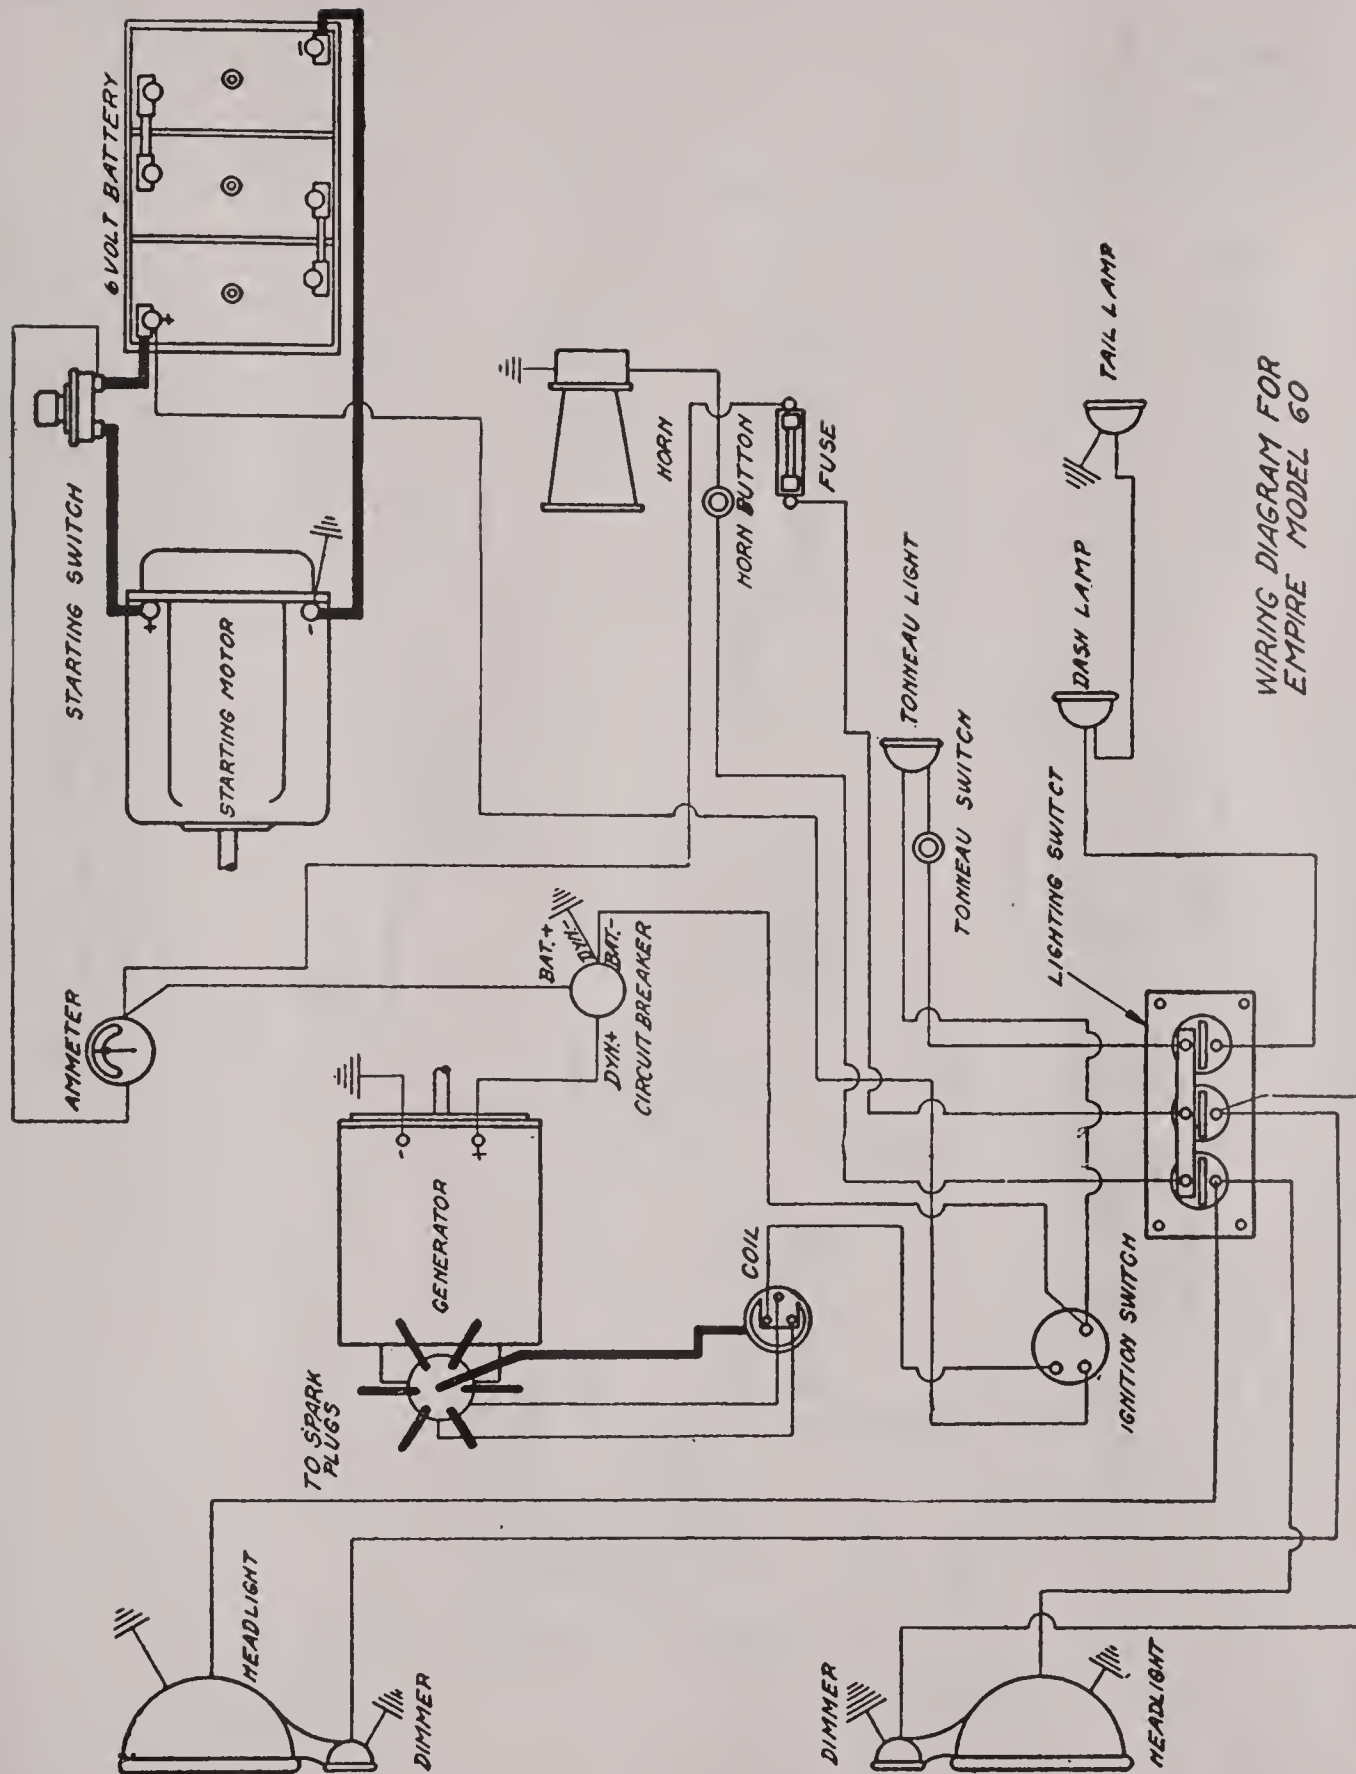 6 VOLT BATTERY
-
+
STARTING SWITCH
STARTING MOTOR
+
-
AMMETER
HORN
HORN BUTTON
FUSE
TAIL LAMP
DASH LAMP
TONNEAU LIGHT
TONNEAU SWITCH
LIGHTING SWITCT
BAT.+
DYN.-
BAT.-
DYN.+
CIRCUIT BREAKER
GENERATOR
-
+
COIL
IGNITION SWITCH
TO SPARK
PLUGS
HEADLIGHT
DIMMER
DIMMER
HEADLIGHT
WIRING DIAGRAM FOR
EMPIRE MODEL 60